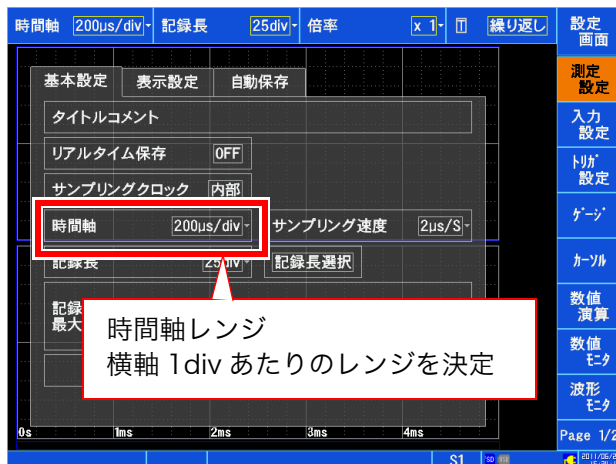 時間軸 200µs/div 記録長 25div 倍率 x 1 T 繰り返し
設定
画面
基本設定 表示設定 自動保存
測定
設定
タイトルコメント
入力
設定
リアルタイム保存 OFF
トリガ
設定
サンプリングクロック 内部
時間軸 200µs/div サンプリング速度 2µs/S
ゲージ
記録長 25div 記録長選択
カーソル
記録
最大
数値
演算
時間軸レンジ
横軸 1div あたりのレンジを決定
数値
モニタ
波形
モニタ
0s 1ms 2ms 3ms 4ms
Page 1/2
S1 SD